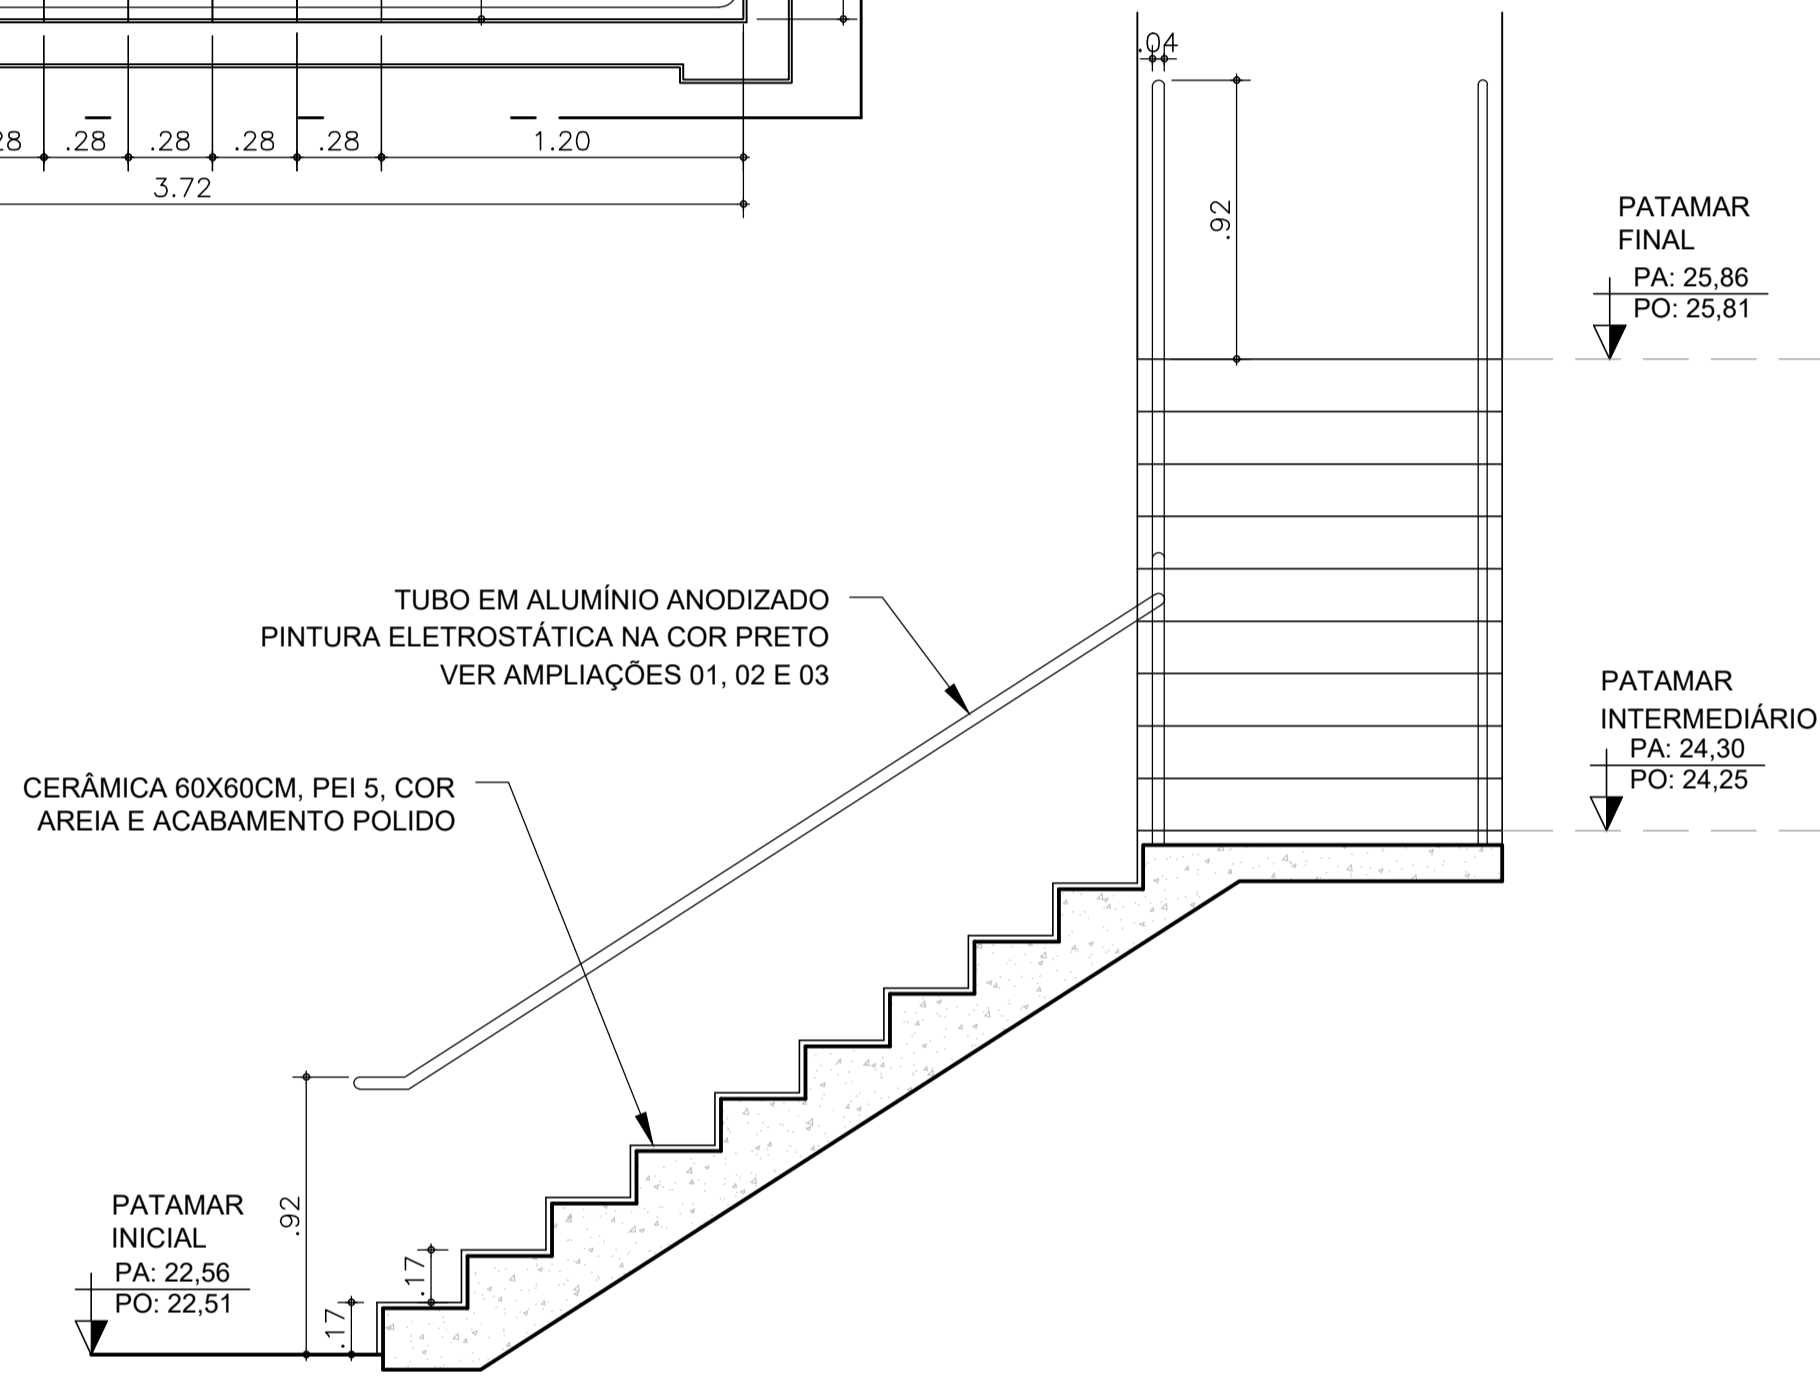 .28
.28
.28
.28
1.20
3.72
.04
.92
PATAMAR
FINAL
PA: 25,86
PO: 25,81
TUBO EM ALUMÍNIO ANODIZADO
PINTURA ELETROSTÁTICA NA COR PRETO
VER AMPLIAÇÕES 01, 02 E 03
PATAMAR
INTERMEDIÁRIO
PA: 24,30
PO: 24,25
CERÂMICA 60X60CM, PEI 5, COR
AREIA E ACABAMENTO POLIDO
PATAMAR
INICIAL
PA: 22,56
PO: 22,51
.92
.17
.17